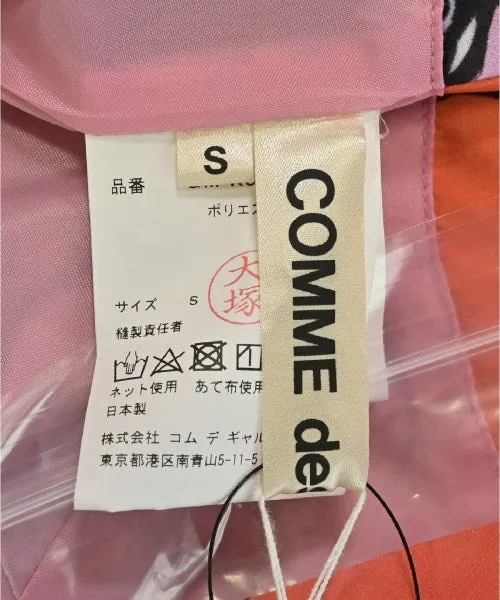 S
COMME des
品番
ポリエス
サイズ S
大塚
縫製責任者
ネット使用 あて布使用
日本製
株式会社 コム デ ギャル
東京都港区南青山5-11-5